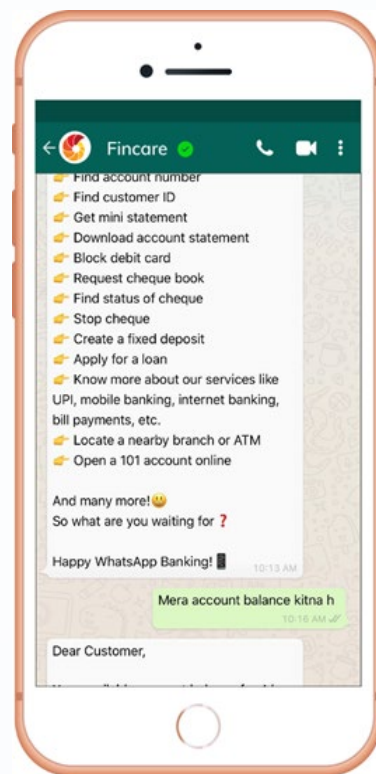 Fincare
Find account number
Find customer ID
Get mini statement
Download account statement
Block debit card
Request cheque book
Find status of cheque
Stop cheque
Create a fixed deposit
Apply for a loan
Know more about our services like
UPI, mobile banking, internet banking,
bill payments, etc.
Locate a nearby branch or ATM
Open a 101 account online
And many more!😃
So what are you waiting for ❓
Happy WhatsApp Banking!📱
10:13 AM
Mera account balance kitna h
10:16 AM
Dear Customer,